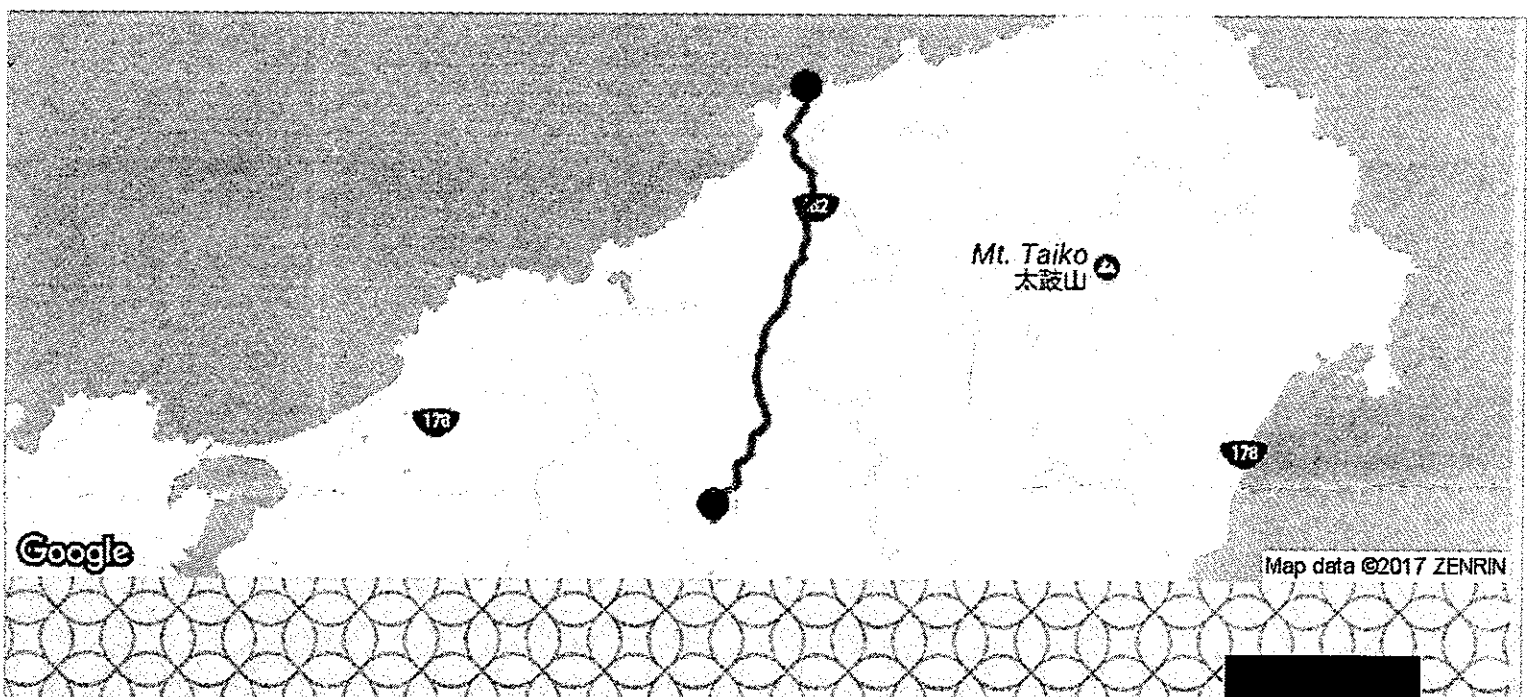 Mt. Taiko
太鼓山
178
178
Google
Map data ©2017 ZENRIN